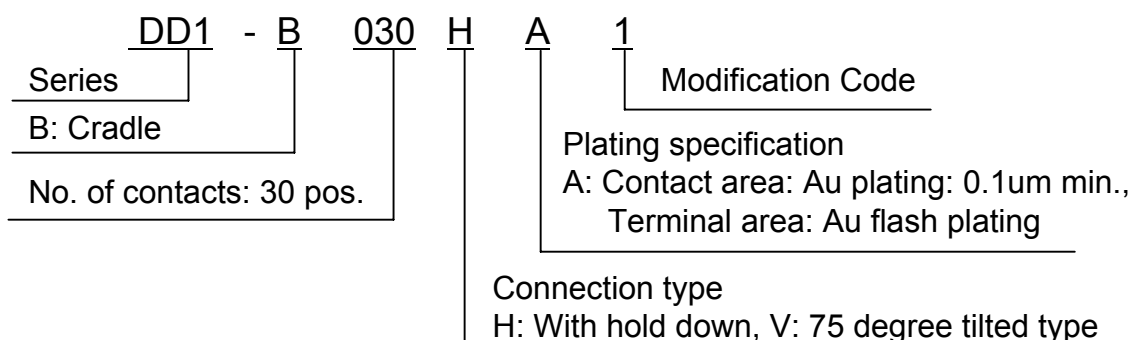 DD1 - B 030 H A 1
Series
Modification Code
B: Cradle
Plating specification
No. of contacts: 30 pos.
A: Contact area: Au plating: 0.1um min.,
Terminal area: Au flash plating
Connection type
H: With hold down, V: 75 degree tilted type